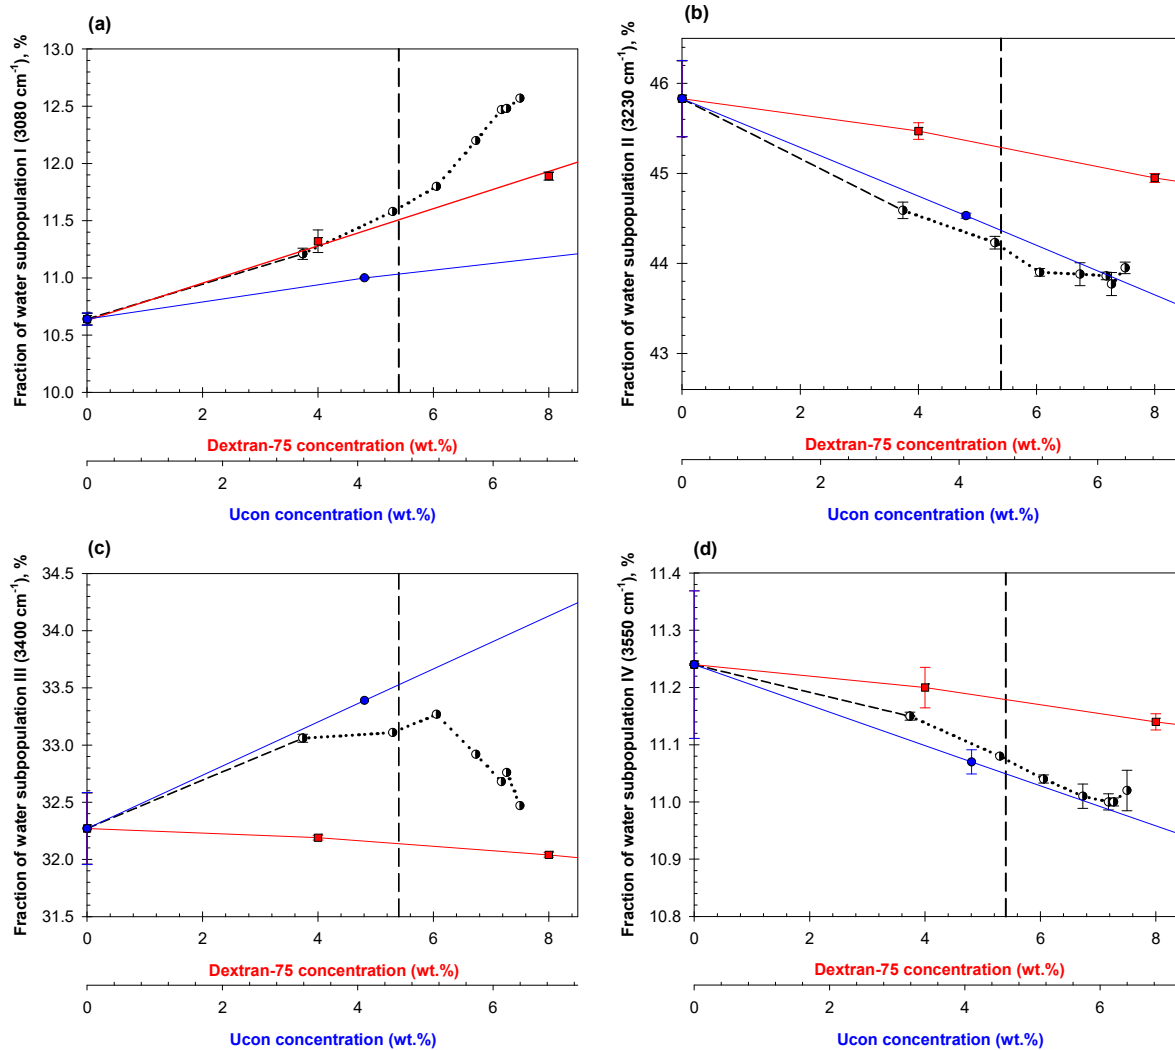 (a)
Fraction of water subpopulation I (3080 cm⁻¹), %
13.0
12.5
12.0
11.5
11.0
10.5
10.0
0 2 4 6 8
Dextran-75 concentration (wt.%)
0 2 4 6
Ucon concentration (wt.%)
(b)
Fraction of water subpopulation II (3230 cm⁻¹), %
46
45
44
43
0 2 4 6 8
Dextran-75 concentration (wt.%)
0 2 4 6
Ucon concentration (wt.%)
(c)
Fraction of water subpopulation III (3400 cm⁻¹), %
34.5
34.0
33.5
33.0
32.5
32.0
31.5
0 2 4 6 8
Dextran-75 concentration (wt.%)
0 2 4 6
Ucon concentration (wt.%)
(d)
Fraction of water subpopulation IV (3550 cm⁻¹), %
11.4
11.3
11.2
11.1
11.0
10.9
10.8
0 2 4 6 8
Dextran-75 concentration (wt.%)
0 2 4 6
Ucon concentration (wt.%)